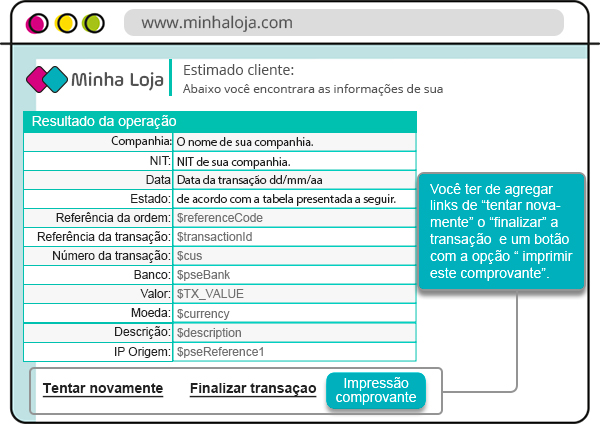 www.minhaloja.com
Minha Loja
Estimado cliente:
Abaixo você encontrara as informações de sua
Resultado da operação
Companhia: O nome de sua companhia.
NIT: NIT de sua companhia.
Data Data da transação dd/mm/aa
Estado: de acordo com a tabela presentada a seguir.
Referência da ordem: $referenceCode
Referência da transação: $transactionId
Número da transação: $cus
Banco: $pseBank
Valor: $TX_VALUE
Moeda: $currency
Descrição: $description
IP Origem: $pseReference1
Você ter de agregar
links de “tentar nova-
mente” o “finalizar” a
transação e um botão
com a opção “ imprimir
este comprovante”.
Tentar novamente Finalizar transaçao Impressão
comprovante